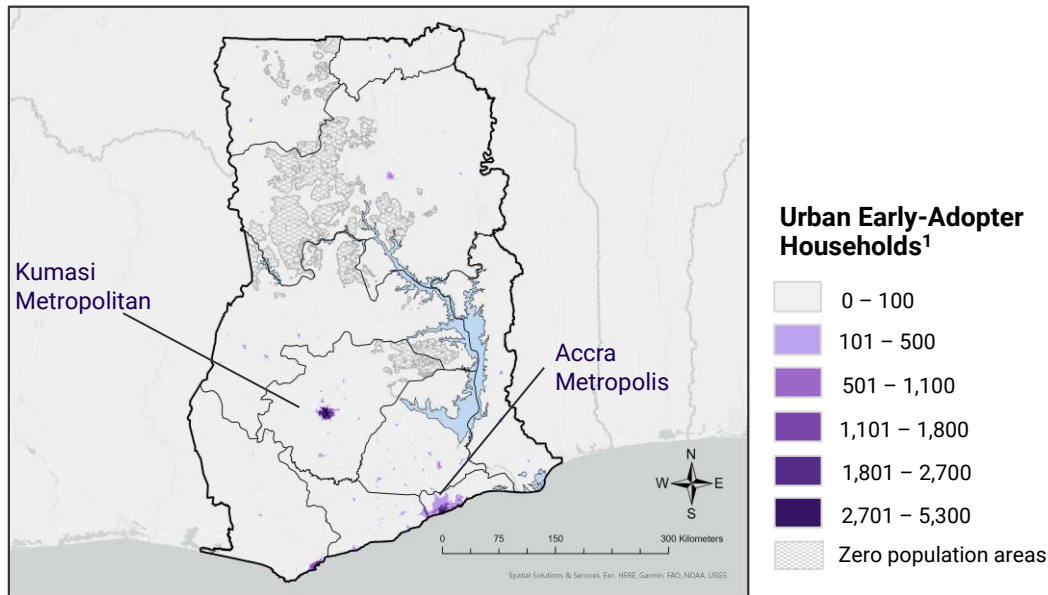 Kumasi
Metropolitan
Accra
Metropolis
N
W E
S
0 75 150 300 Kilometers
Spatial Solutions & Services, Esri, HERE, Garmin, FAO, NOAA, USGS
Urban Early-Adopter
Households¹
0 – 100
101 – 500
501 – 1,100
1,101 – 1,800
1,801 – 2,700
2,701 – 5,300
Zero population areas